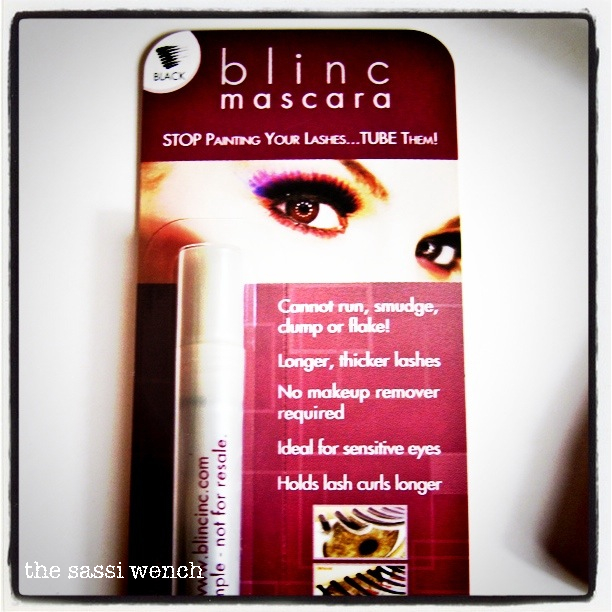 BLACK
blinc
mascara
STOP PAINTING YOUR LASHES...TUBE THEM!
Cannot run, smudge,
clump or flake!
Longer, thicker lashes
No makeup remover
required
Ideal for sensitive eyes
Holds lash curls longer
.blincinc.com
- not for resale.
the sassi wench